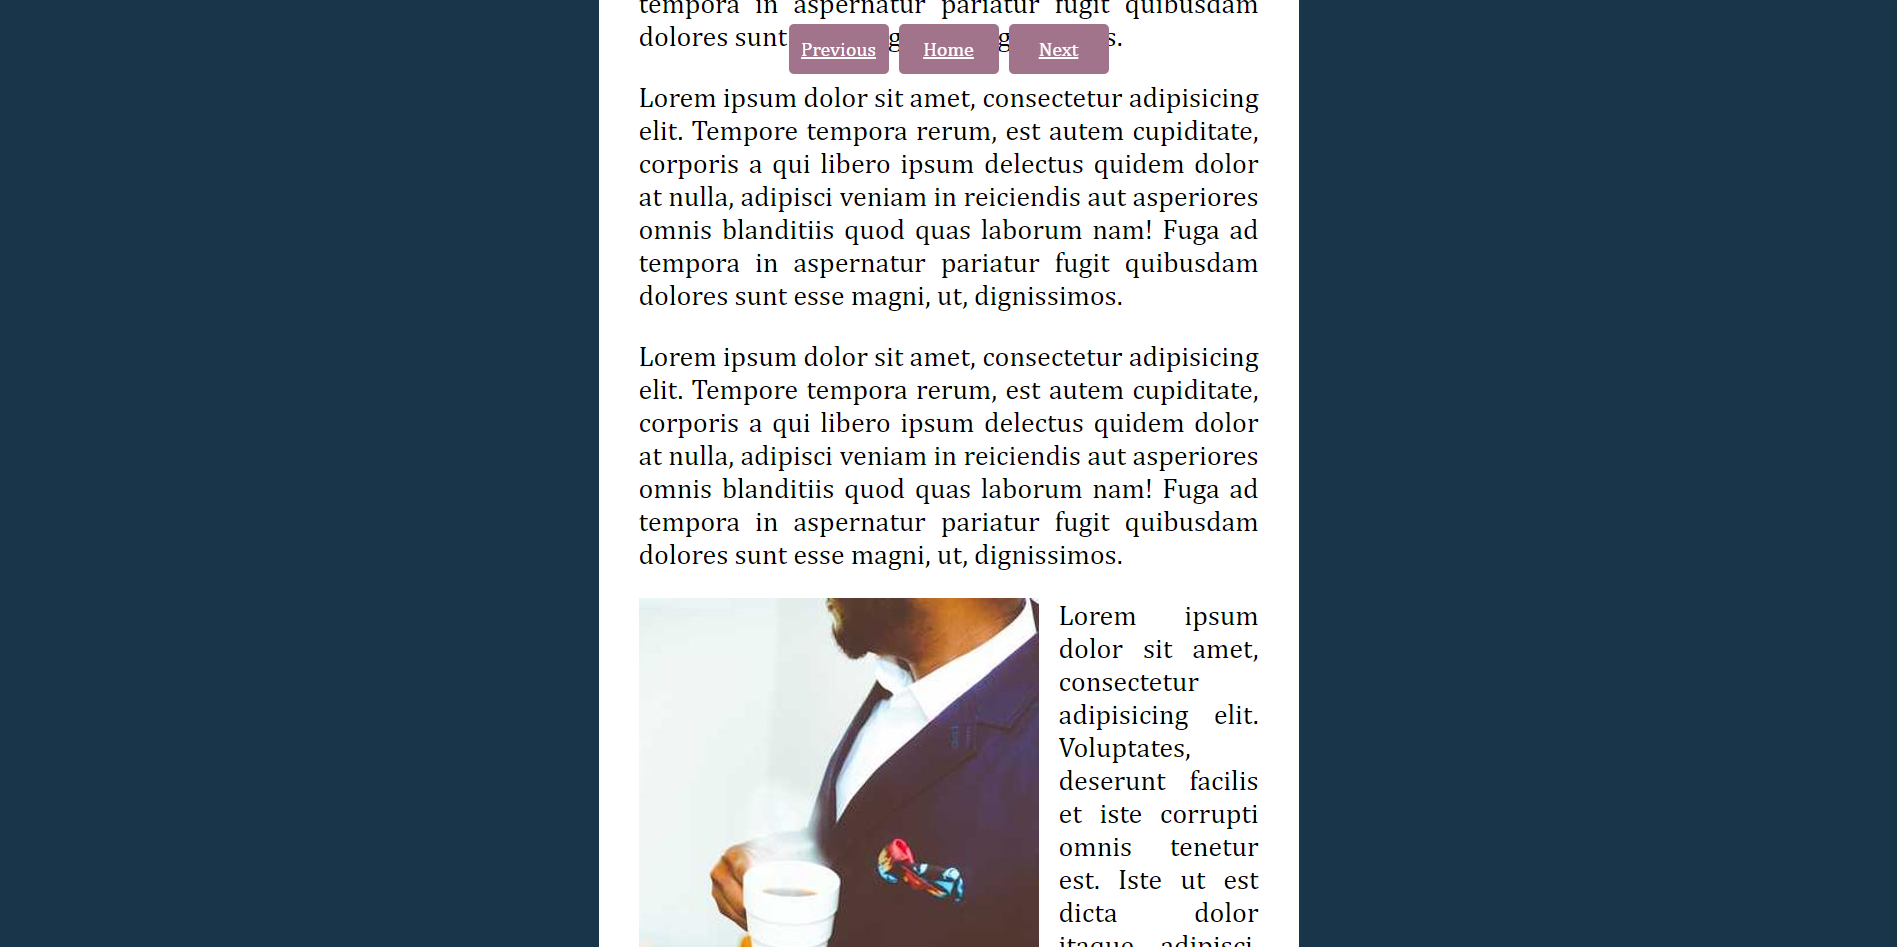 tempora in aspernatur pariatur fugit quibusdam
dolores sunt
Previous
Home
Next
Lorem ipsum dolor sit amet, consectetur adipisicing
elit. Tempore tempora rerum, est autem cupiditate,
corporis a qui libero ipsum delectus quidem dolor
at nulla, adipisci veniam in reiciendis aut asperiores
omnis blanditiis quod quas laborum nam! Fuga ad
tempora in aspernatur pariatur fugit quibusdam
dolores sunt esse magni, ut, dignissimos.
Lorem ipsum dolor sit amet, consectetur adipisicing
elit. Tempore tempora rerum, est autem cupiditate,
corporis a qui libero ipsum delectus quidem dolor
at nulla, adipisci veniam in reiciendis aut asperiores
omnis blanditiis quod quas laborum nam! Fuga ad
tempora in aspernatur pariatur fugit quibusdam
dolores sunt esse magni, ut, dignissimos.
Lorem ipsum
dolor sit amet,
consectetur
adipisicing elit.
Voluptates,
deserunt facilis
et iste corrupti
omnis tenetur
est. Iste ut est
dicta dolor
itaque adipisci